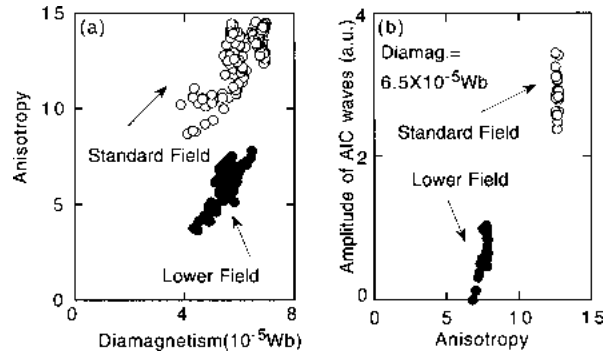 (a)
15
10
5
0
Anisotropy
Standard Field
Lower Field
4
8
Diamagnetism(10⁻⁵Wb)
(b)
4
2
0
Amplitude of AIC waves (a.u.)
Diamag.=
6.5X10⁻⁵Wb
Standard Field
Lower Field
0
5
10
15
Anisotropy